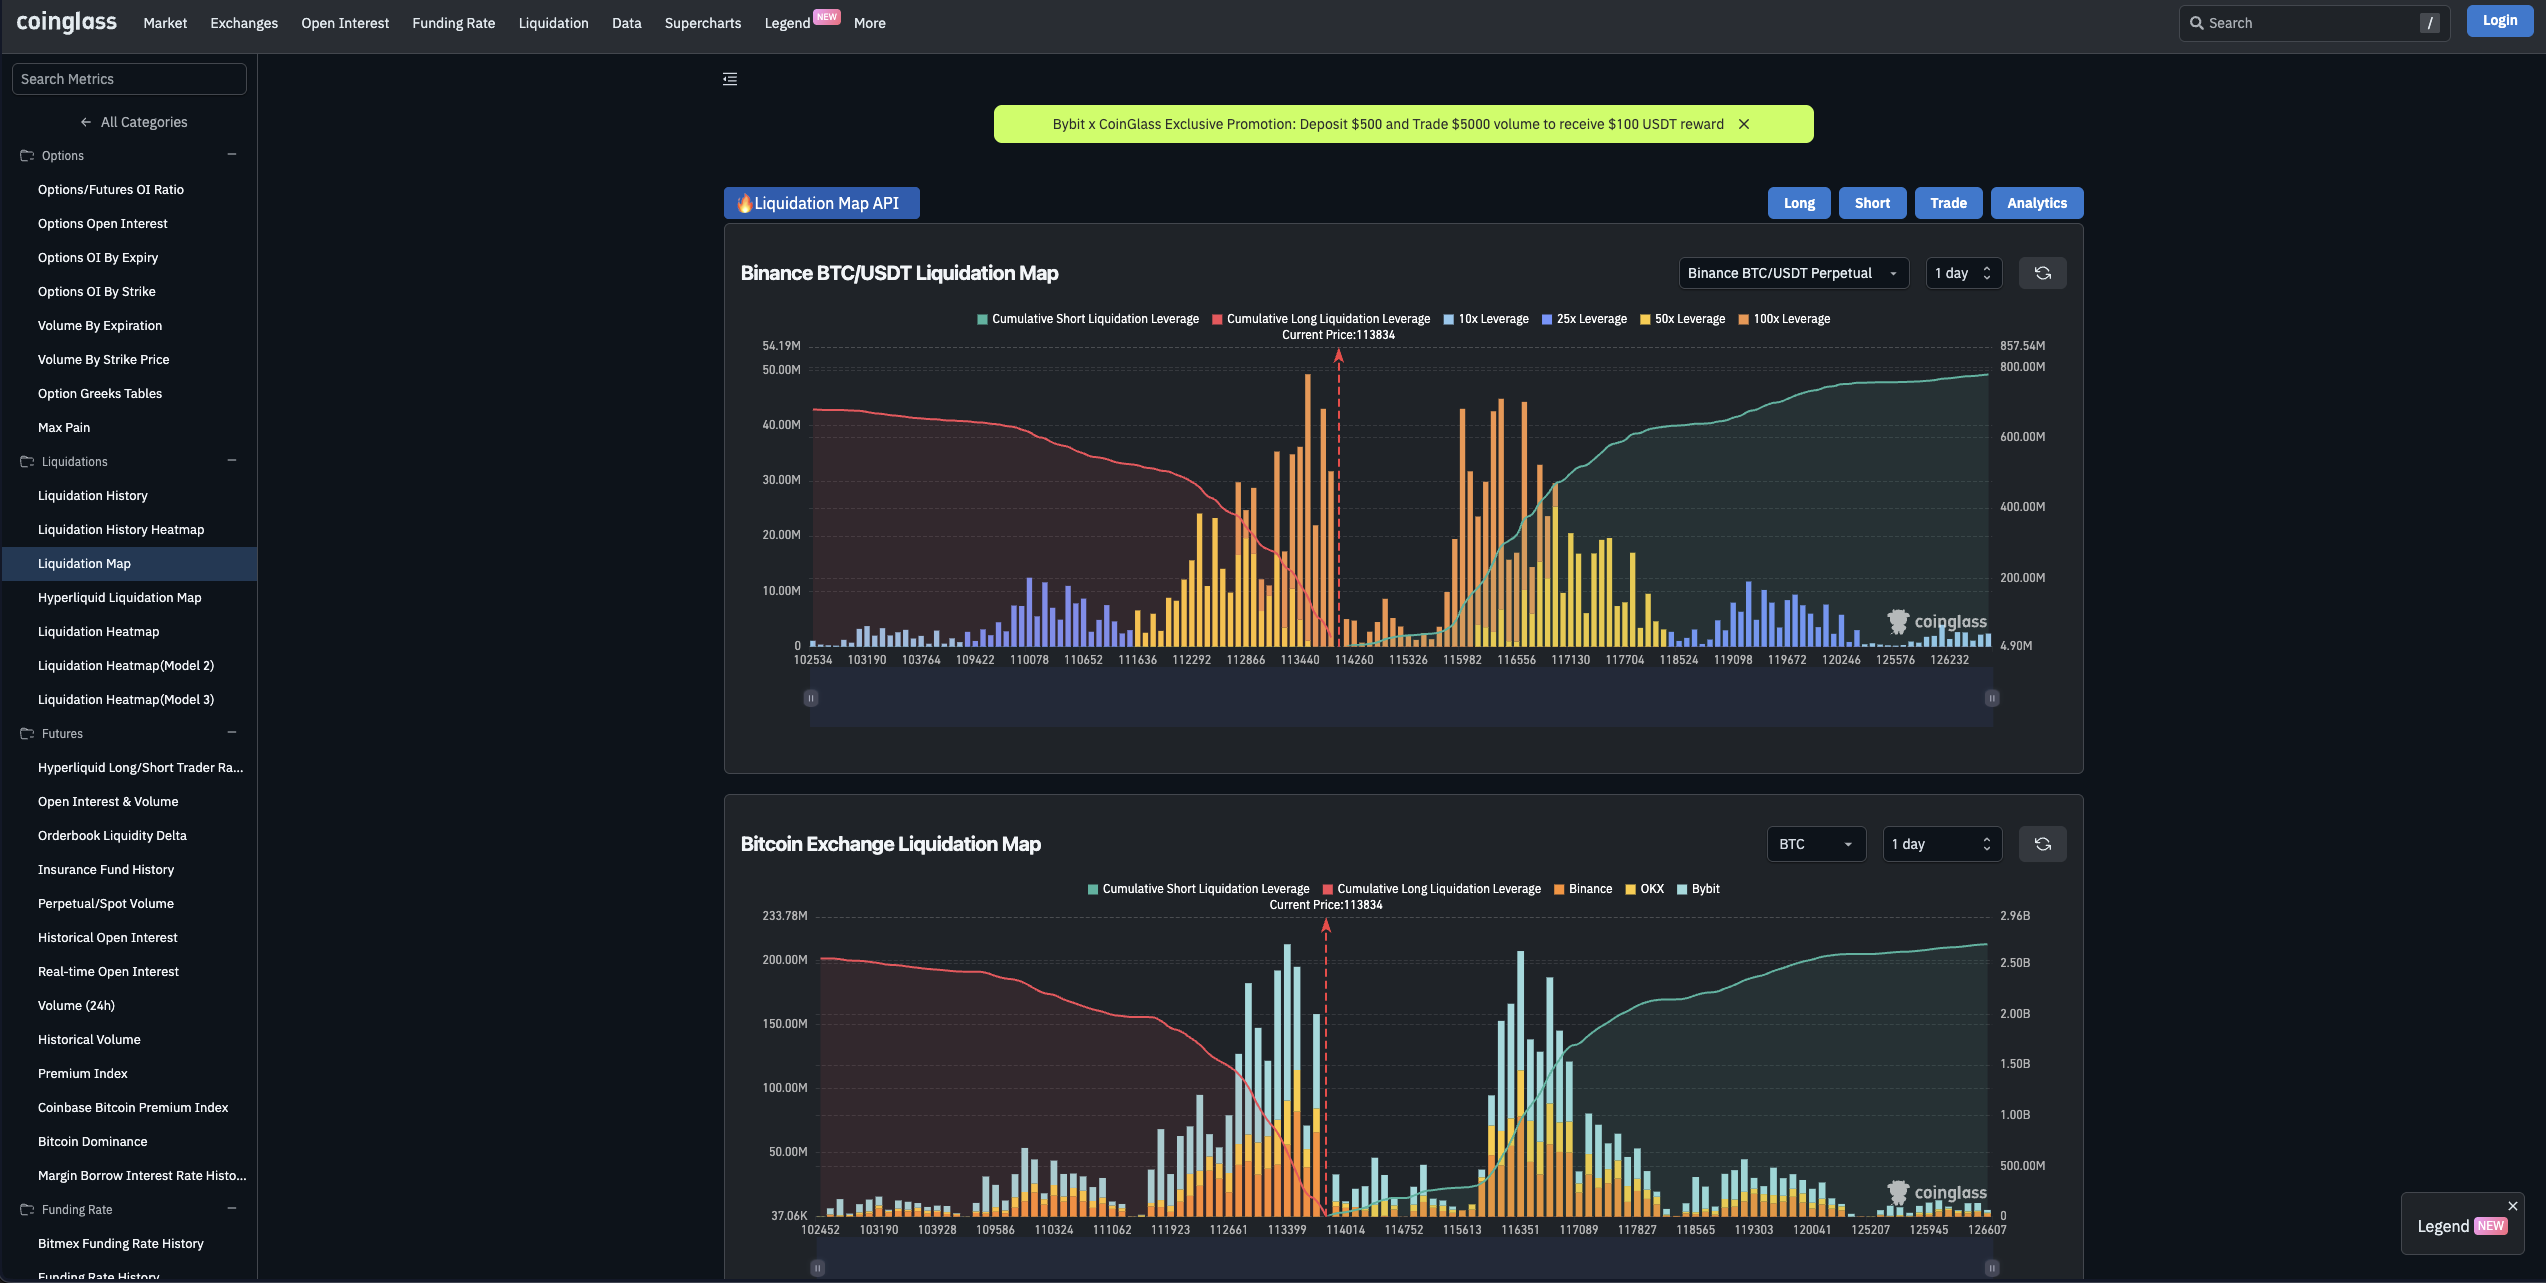 coinglass Market Exchanges Open Interest Funding Rate Liquidation Data Supercharts Legend NEW More Search / Login
Search Metrics
← All Categories
Options
Options/Futures OI Ratio
Options Open Interest
Options OI By Expiry
Options OI By Strike
Volume By Expiration
Volume By Strike Price
Option Greeks Tables
Max Pain
Liquidations
Liquidation History
Liquidation History Heatmap
Liquidation Map
Hyperliquid Liquidation Map
Liquidation Heatmap
Liquidation Heatmap(Model 2)
Liquidation Heatmap(Model 3)
Futures
Hyperliquid Long/Short Trader Ra...
Open Interest & Volume
Orderbook Liquidity Delta
Insurance Fund History
Perpetual/Spot Volume
Historical Open Interest
Real-time Open Interest
Volume (24h)
Historical Volume
Premium Index
Coinbase Bitcoin Premium Index
Bitcoin Dominance
Margin Borrow Interest Rate Histo...
Funding Rate
Bitmex Funding Rate History
Funding Rate History
Bybit x CoinGlass Exclusive Promotion: Deposit $500 and Trade $5000 volume to receive $100 USDT reward
🔥Liquidation Map API Long Short Trade Analytics
Binance BTC/USDT Liquidation Map Binance BTC/USDT Perpetual 1 day
Cumulative Short Liquidation Leverage Cumulative Long Liquidation Leverage 10x Leverage 25x Leverage 50x Leverage 100x Leverage
Current Price:113834
54.19M 857.54M
50.00M 800.00M
40.00M 600.00M
30.00M 400.00M
20.00M 200.00M
10.00M
coinglass
0 4.90M
102534 103190 103764 109422 110078 110652 111636 112292 112866 113440 114260 115326 115982 116556 117130 117704 118524 119098 119672 120246 125576 126232
Bitcoin Exchange Liquidation Map BTC 1 day
Cumulative Short Liquidation Leverage Cumulative Long Liquidation Leverage Binance OKX Bybit
Current Price:113834
233.78M 2.96B
200.00M 2.50B
150.00M 2.00B
1.50B
100.00M 1.00B
50.00M 500.00M
coinglass
37.06K 0
102452 103190 103928 109586 110324 111062 111923 112661 113399 114014 114752 115613 116351 117089 117827 118565 119303 120041 125207 125945 126607
Legend NEW